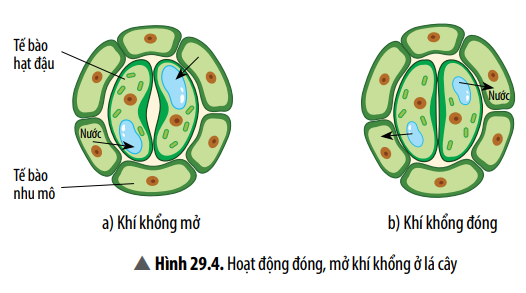 Tế bào
hạt đậu
Nước
Tế bào
nhu mô
a) Khí khổng mở
Nước
b) Khí khổng đóng
▲ Hình 29.4. Hoạt động đóng, mở khí khổng ở lá cây